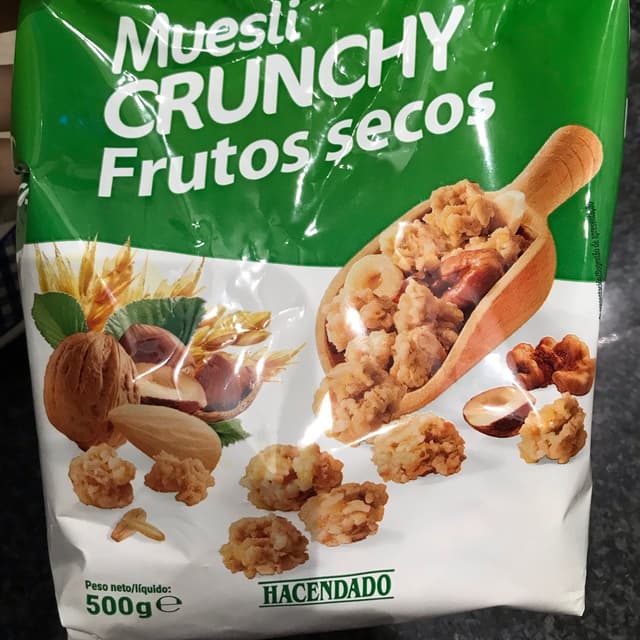 Muesli
CRUNCHY
Frutos secos
Peso neto/líquido:
500g e
HACENDADO